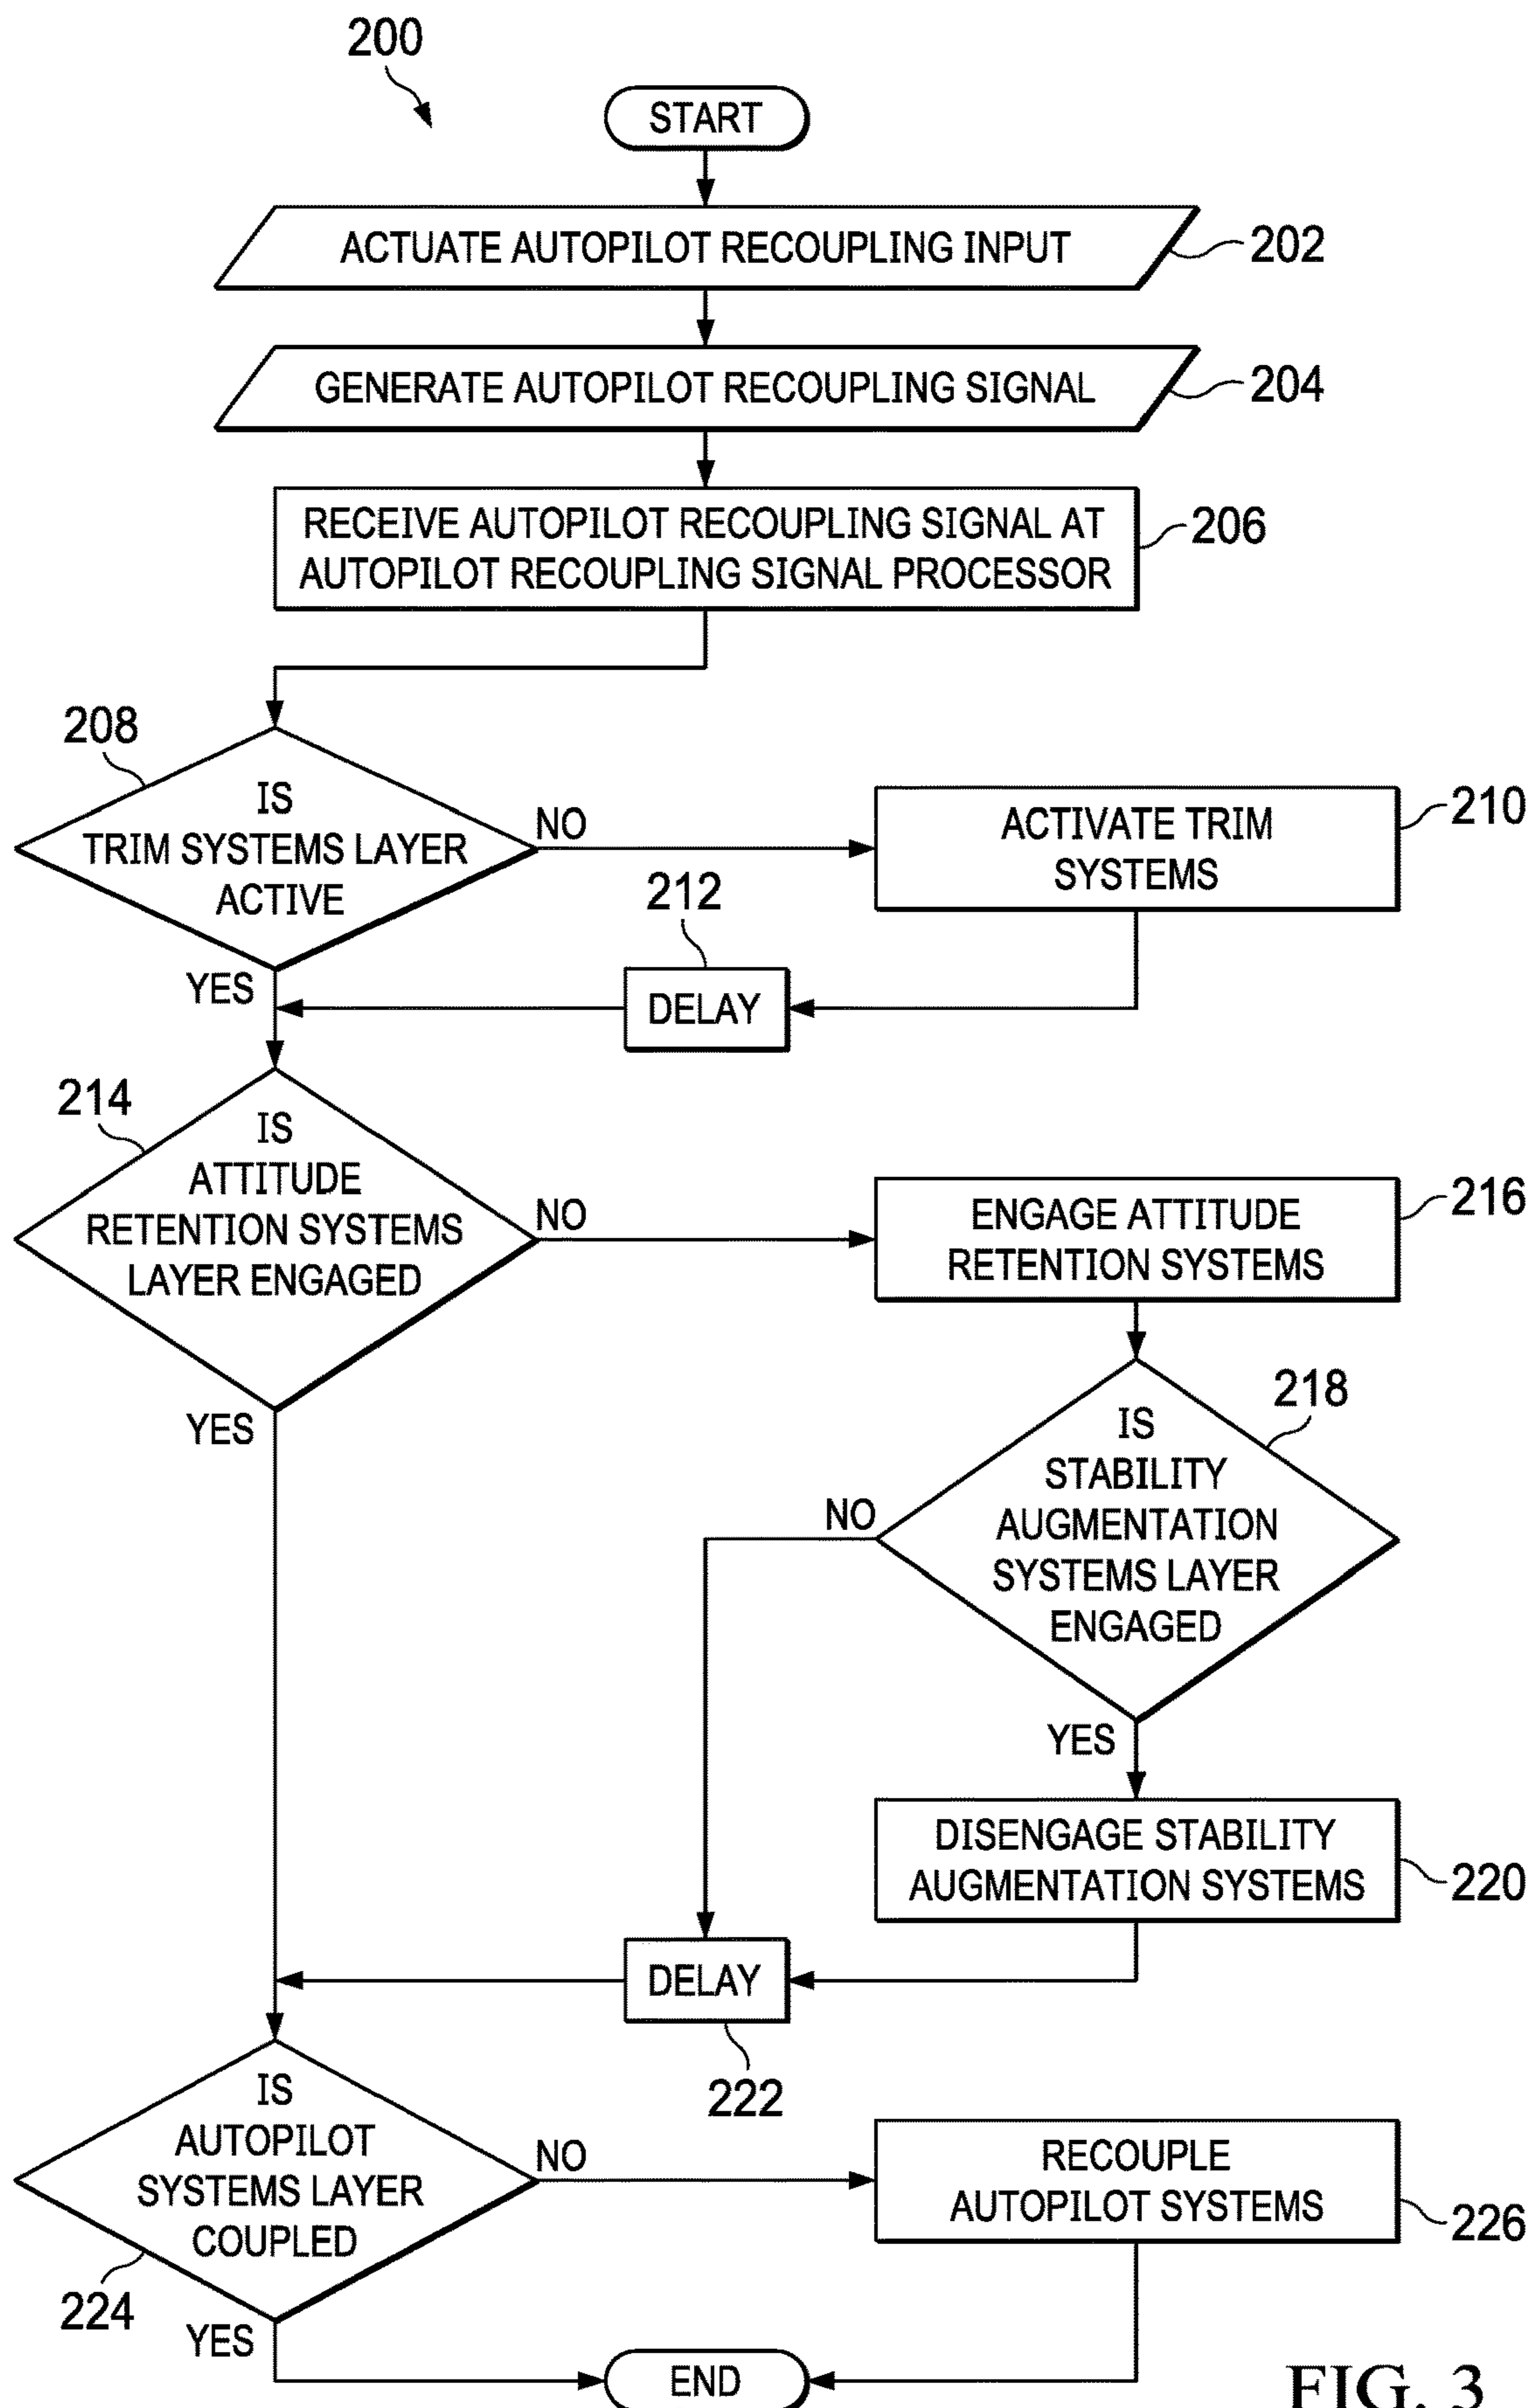 200
START
ACTUATE AUTOPILOT RECOUPLING INPUT
202
GENERATE AUTOPILOT RECOUPLING SIGNAL
204
RECEIVE AUTOPILOT RECOUPLING SIGNAL AT
AUTOPILOT RECOUPLING SIGNAL PROCESSOR
206
208
IS
TRIM SYSTEMS LAYER
ACTIVE
NO
ACTIVATE TRIM
SYSTEMS
210
212
YES
DELAY
214
IS
ATTITUDE
RETENTION SYSTEMS
LAYER ENGAGED
NO
ENGAGE ATTITUDE
RETENTION SYSTEMS
216
YES
218
IS
STABILITY
AUGMENTATION
SYSTEMS LAYER
ENGAGED
NO
YES
DISENGAGE STABILITY
AUGMENTATION SYSTEMS
220
DELAY
222
IS
AUTOPILOT
SYSTEMS LAYER
COUPLED
NO
RECOUPLE
AUTOPILOT SYSTEMS
226
224
YES
END
FIG. 3